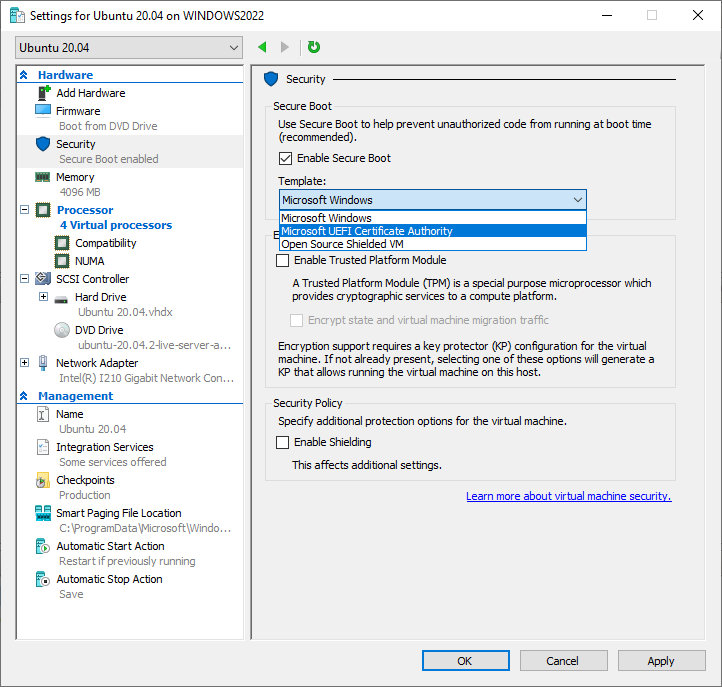 Settings for Ubuntu 20.04 on WINDOWS2022
Ubuntu 20.04
Hardware
Add Hardware
Firmware
Boot from DVD Drive
Security
Secure Boot enabled
Memory
4096 MB
Processor
4 Virtual processors
Compatibility
NUMA
SCSI Controller
Hard Drive
Ubuntu 20.04.vhdx
DVD Drive
ubuntu-20.04.2-live-server-a...
Network Adapter
Intel(R) I210 Gigabit Network Con...
Management
Name
Ubuntu 20.04
Integration Services
Some services offered
Checkpoints
Production
Smart Paging File Location
C:\ProgramData\Microsoft\Windo...
Automatic Start Action
Restart if previously running
Automatic Stop Action
Save
Security
Secure Boot
Use Secure Boot to help prevent unauthorized code from running at boot time
(recommended).
Enable Secure Boot
Template:
Microsoft Windows
Microsoft Windows
Microsoft UEFI Certificate Authority
Open Source Shielded VM
Enable Trusted Platform Module
A Trusted Platform Module (TPM) is a special purpose microprocessor which
provides cryptographic services to a compute platform.
Encrypt state and virtual machine migration traffic
Encryption support requires a key protector (KP) configuration for the virtual
machine. If not already present, selecting one of these options will generate a
KP that allows running the virtual machine on this host.
Security Policy
Specify additional protection options for the virtual machine.
Enable Shielding
This affects additional settings.
Learn more about virtual machine security.
OK
Cancel
Apply